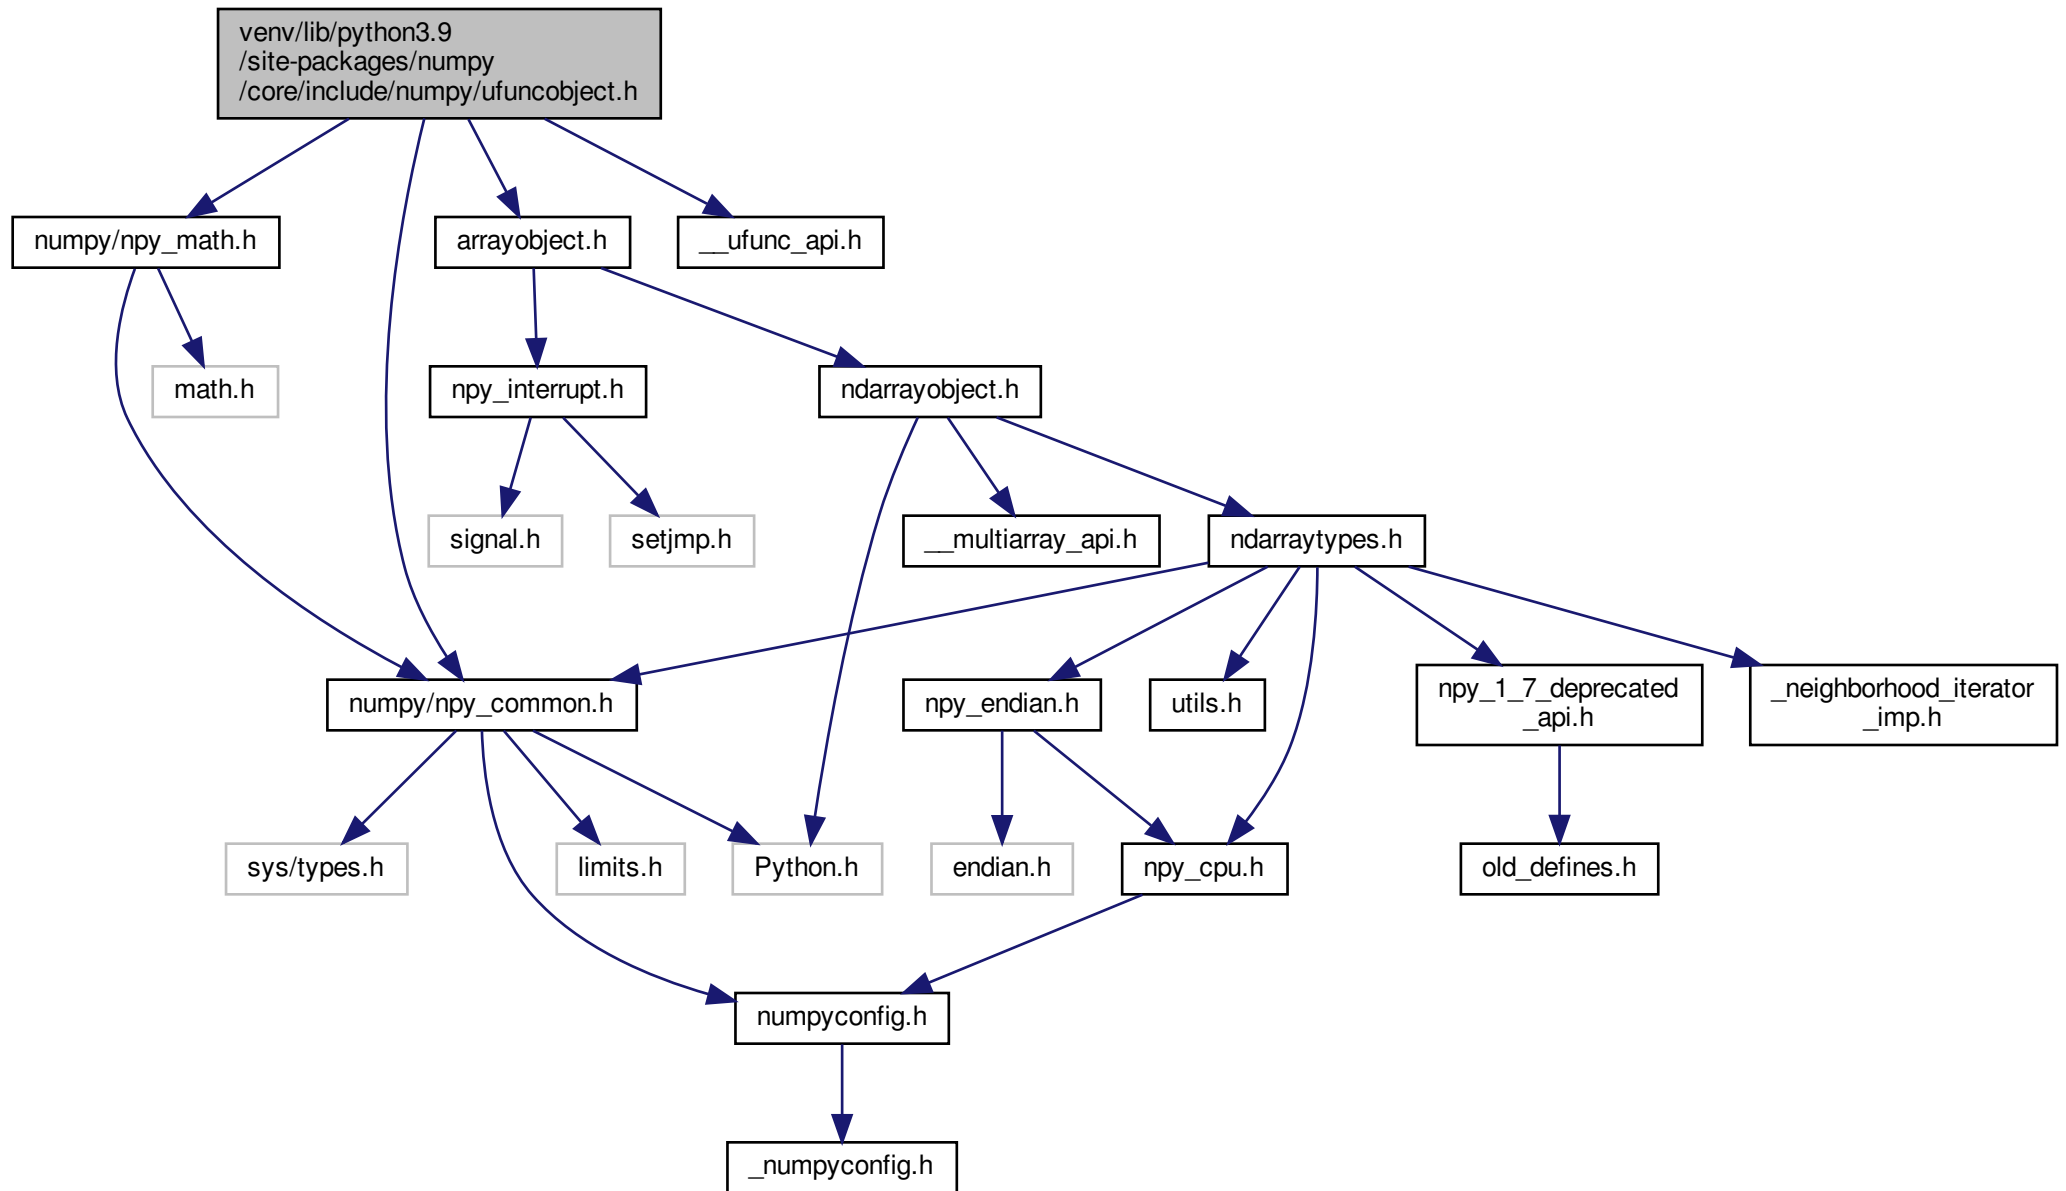 venv/lib/python3.9
/site-packages/numpy
/core/include/numpy/ufuncobject.h
numpy/npy_math.h
arrayobject.h
__ufunc_api.h
math.h
npy_interrupt.h
ndarrayobject.h
signal.h
setjmp.h
__multiarray_api.h
ndarraytypes.h
numpy/npy_common.h
npy_endian.h
utils.h
npy_1_7_deprecated
_api.h
_neighborhood_iterator
_imp.h
sys/types.h
limits.h
Python.h
endian.h
npy_cpu.h
old_defines.h
numpyconfig.h
_numpyconfig.h